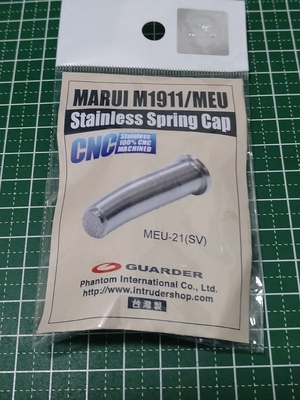 MARUI M1911/MEU
Stainless Spring Cap
CNC Stainless
100% CNC
MACHINED
MEU-21(SV)
GUARDER
Phantom International Co., Ltd.
http://www.intrudershop.com
台灣製